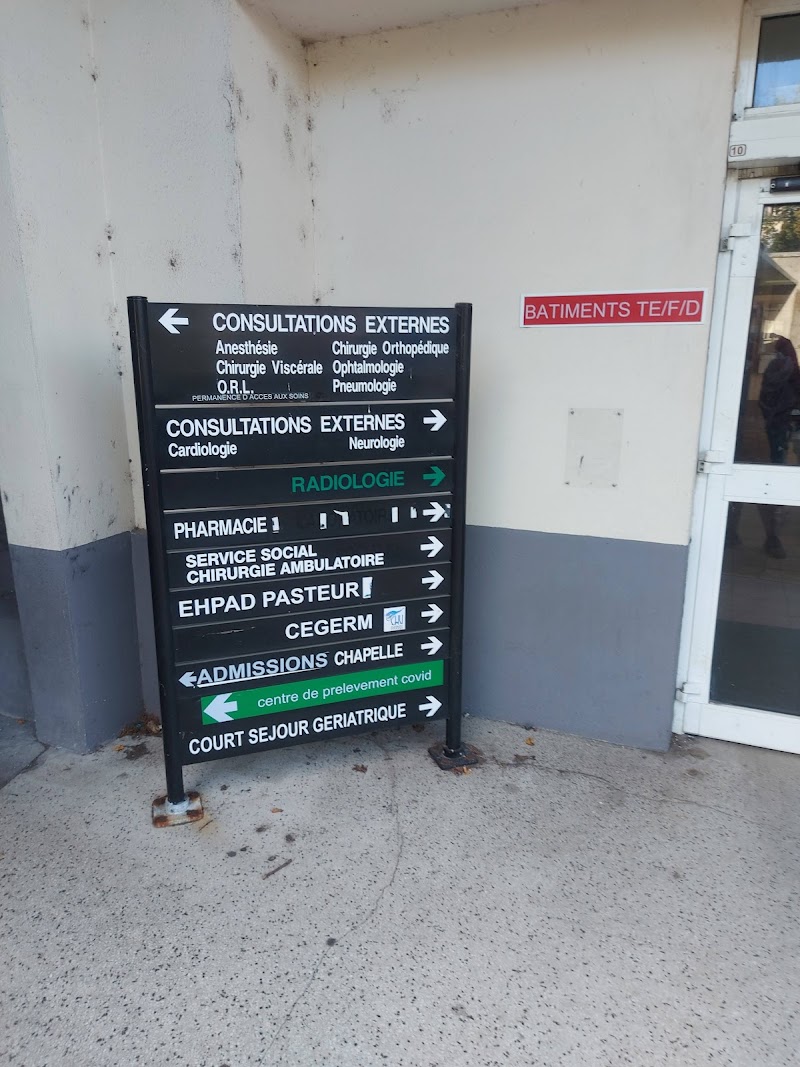 CONSULTATIONS EXTERNES
Anesthésie Chirurgie Orthopédique
Chirurgie Viscérale Ophtalmologie
O.R.L. Pneumologie
PERMANENCE D ACCES AUX SOINS
CONSULTATIONS EXTERNES
Cardiologie Neurologie
RADIOLOGIE
PHARMACIE
SERVICE SOCIAL
CHIRURGIE AMBULATOIRE
EHPAD PASTEUR
CEGERM CHU
ADMISSIONS CHAPELLE
centre de prelevement covid
COURT SEJOUR GERIATRIQUE
BATIMENTS TE/F/D
10